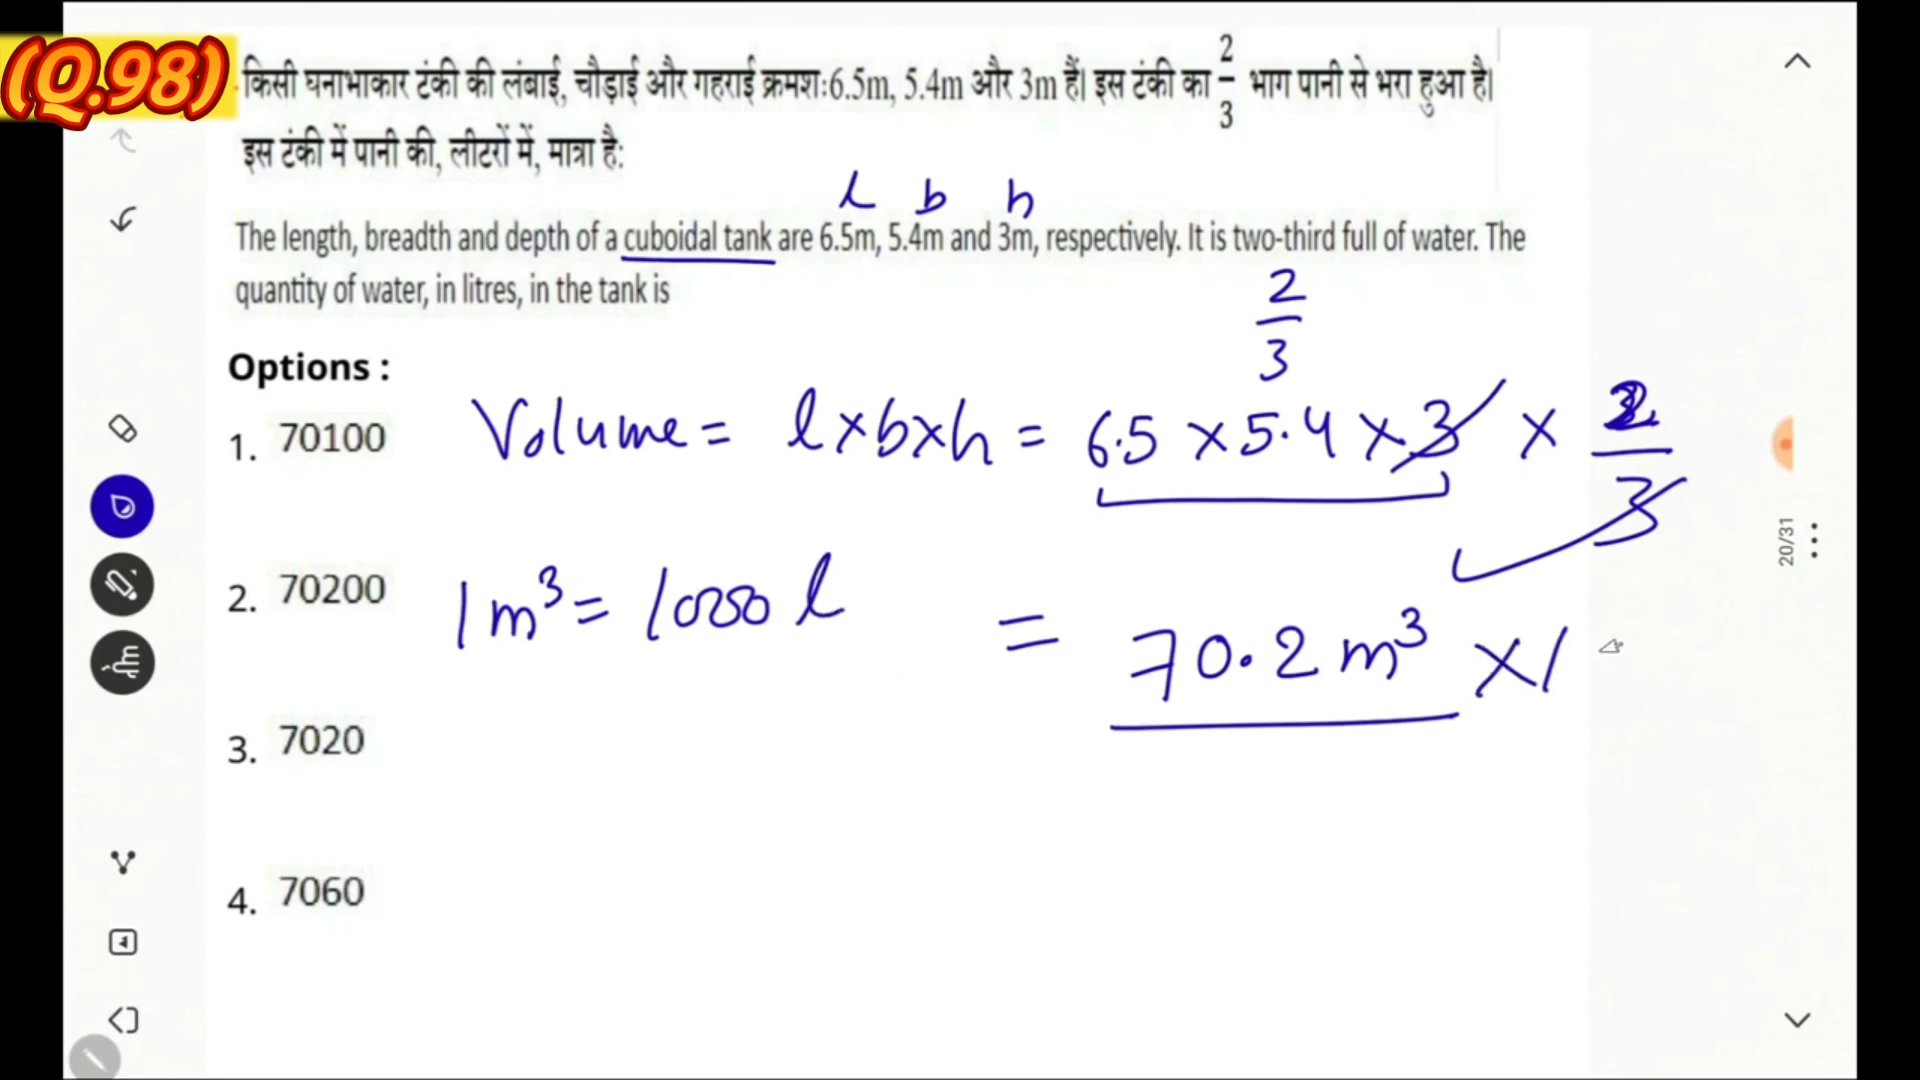 (Q.98)
किसी घनाभाकार टंकी की लंबाई, चौड़ाई और गहराई क्रमशः6.5m, 5.4m और 3m हैं। इस टंकी का 2/3 भाग पानी से भरा हुआ है।
इस टंकी में पानी की, लीटरों में, मात्रा है:
l b h
The length, breadth and depth of a cuboidal tank are 6.5m, 5.4m and 3m, respectively. It is two-third full of water. The
quantity of water, in litres, in the tank is
2/3
Options :
1. 70100
Volume = l×b×h = 6.5 × 5.4 × 3 × 2/3
2. 70200
1 m³ = 1000 l
= 70.2 m³ ×1
3. 7020
4. 7060
20/31